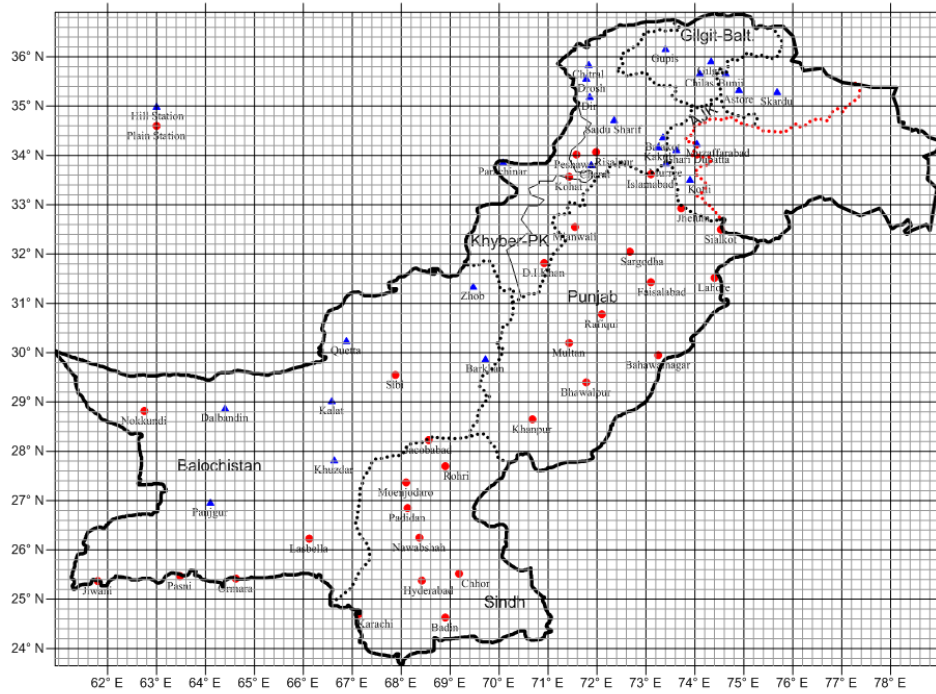 36° N
35° N
34° N
33° N
32° N
31° N
30° N
29° N
28° N
27° N
26° N
25° N
24° N
62° E 63° E 64° E 65° E 66° E 67° E 68° E 69° E 70° E 71° E 72° E 73° E 74° E 75° E 76° E 77° E 78° E
Hill Station
Plain Station
Gilgit-Balt.
Gupis
Chitral
Drosh
Dir
Chilas
Bunji
Astore
Skardu
AJK
Saidu Sharif
Muzaffarabad
Parachinar
Risalpur
Kohat
Islamabad
Kotli
Jhelum
Sialkot
Khyber-PK
Mianwali
D.I Khan
Sargodha
Faisalabad
Lahore
Punjab
Zhob
Rafiqui
Quetta
Multan
Barkhan
Bahawalnagar
Sibi
Bhawalpur
Nokkundi
Dalbandin
Kalat
Khanpur
Jacobabad
Balochistan
Khuzdar
Rohri
Moenjodaro
Panjgur
Padidan
Lasbella
Nawabshah
Jiwani
Pasni
Ormara
Hyderabad
Chhor
Sindh
Karachi
Badin